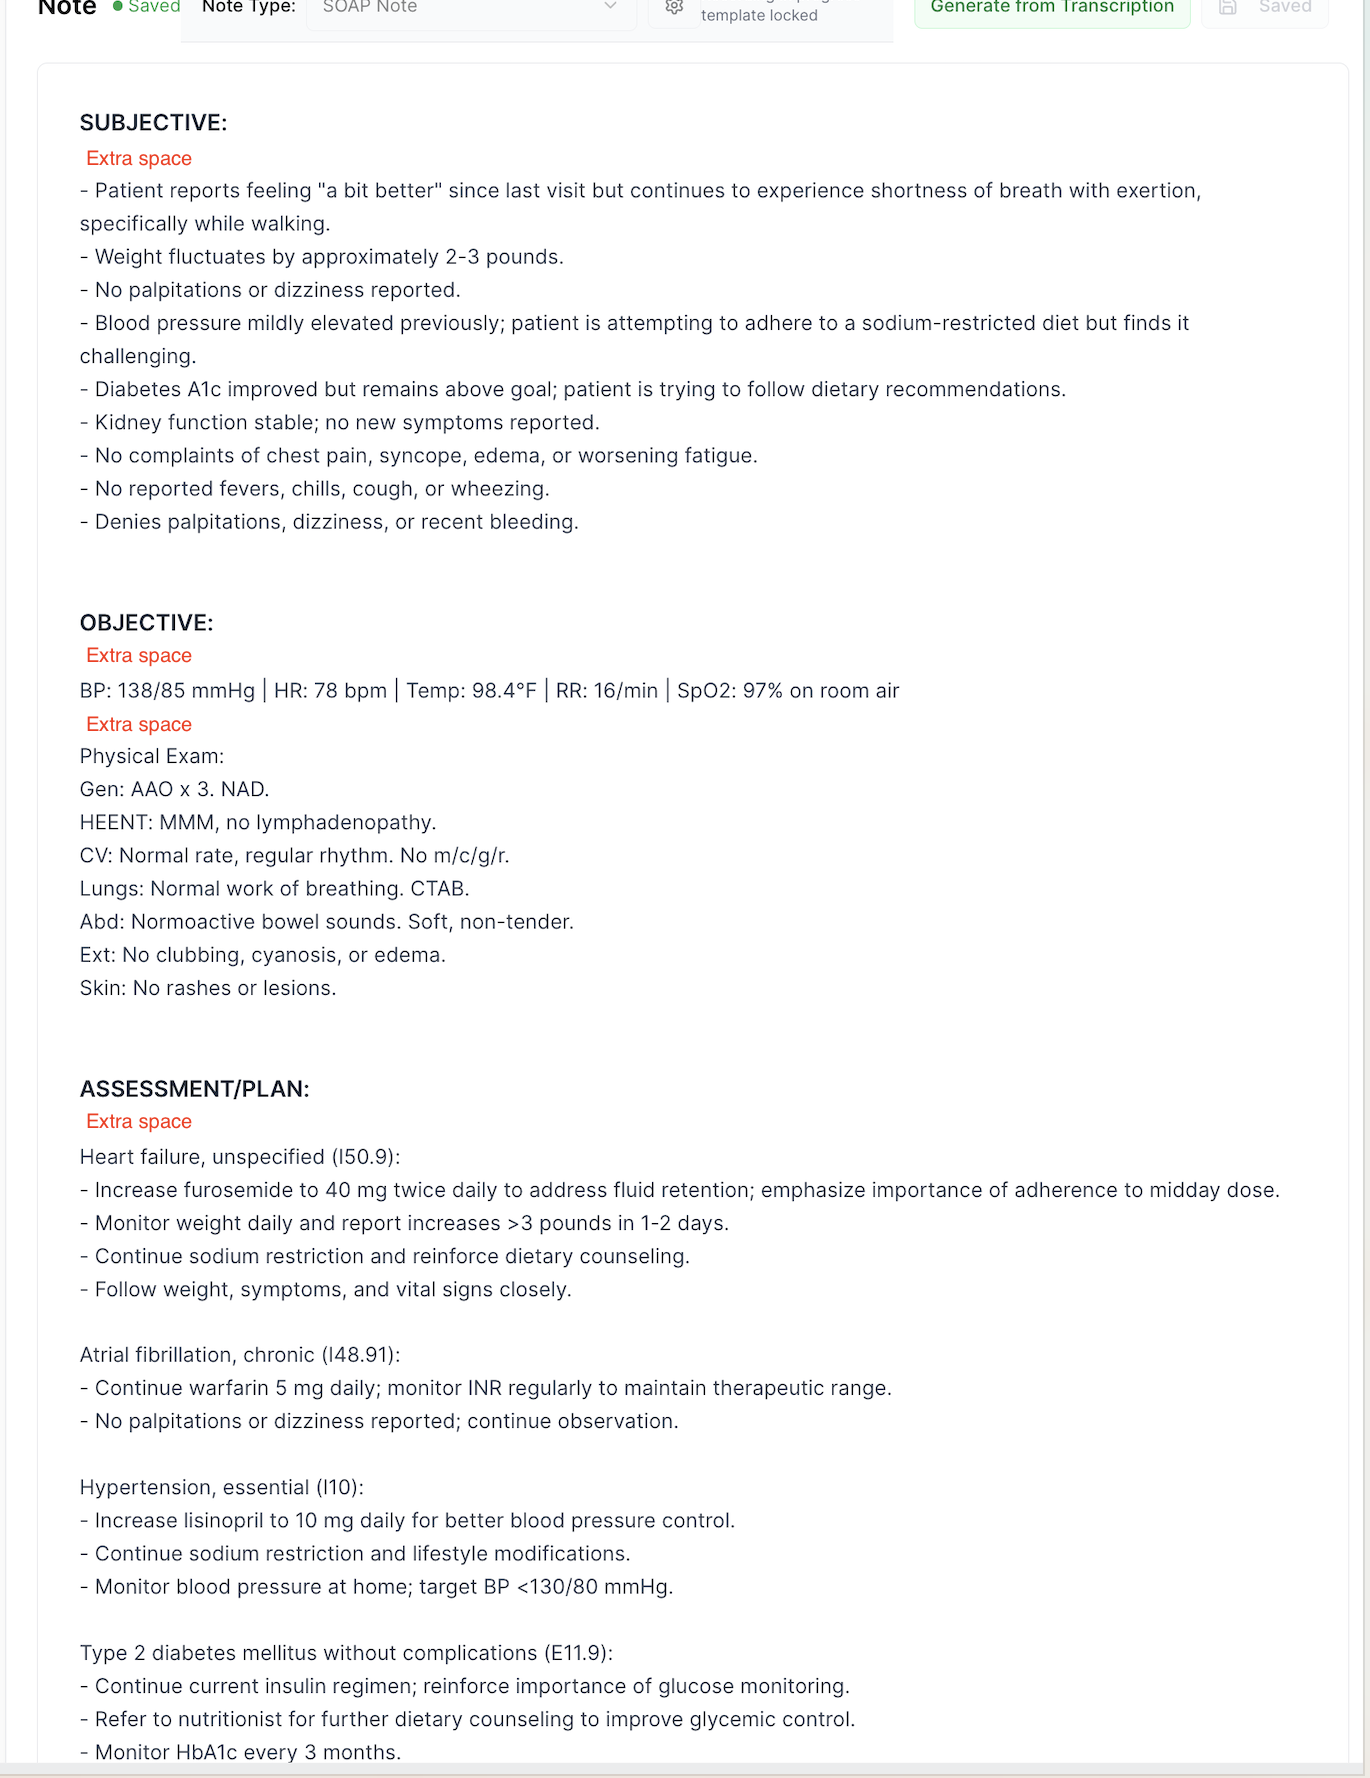 Note Saved Note Type: SOAP Note
template locked
Generate from Transcription Saved
SUBJECTIVE:
Extra space
- Patient reports feeling "a bit better" since last visit but continues to experience shortness of breath with exertion,
specifically while walking.
- Weight fluctuates by approximately 2-3 pounds.
- No palpitations or dizziness reported.
- Blood pressure mildly elevated previously; patient is attempting to adhere to a sodium-restricted diet but finds it
challenging.
- Diabetes A1c improved but remains above goal; patient is trying to follow dietary recommendations.
- Kidney function stable; no new symptoms reported.
- No complaints of chest pain, syncope, edema, or worsening fatigue.
- No reported fevers, chills, cough, or wheezing.
- Denies palpitations, dizziness, or recent bleeding.
OBJECTIVE:
Extra space
BP: 138/85 mmHg | HR: 78 bpm | Temp: 98.4°F | RR: 16/min | SpO2: 97% on room air
Extra space
Physical Exam:
Gen: AAO x 3. NAD.
HEENT: MMM, no lymphadenopathy.
CV: Normal rate, regular rhythm. No m/c/g/r.
Lungs: Normal work of breathing. CTAB.
Abd: Normoactive bowel sounds. Soft, non-tender.
Ext: No clubbing, cyanosis, or edema.
Skin: No rashes or lesions.
ASSESSMENT/PLAN:
Extra space
Heart failure, unspecified (I50.9):
- Increase furosemide to 40 mg twice daily to address fluid retention; emphasize importance of adherence to midday dose.
- Monitor weight daily and report increases >3 pounds in 1-2 days.
- Continue sodium restriction and reinforce dietary counseling.
- Follow weight, symptoms, and vital signs closely.
Atrial fibrillation, chronic (I48.91):
- Continue warfarin 5 mg daily; monitor INR regularly to maintain therapeutic range.
- No palpitations or dizziness reported; continue observation.
Hypertension, essential (I10):
- Increase lisinopril to 10 mg daily for better blood pressure control.
- Continue sodium restriction and lifestyle modifications.
- Monitor blood pressure at home; target BP <130/80 mmHg.
Type 2 diabetes mellitus without complications (E11.9):
- Continue current insulin regimen; reinforce importance of glucose monitoring.
- Refer to nutritionist for further dietary counseling to improve glycemic control.
- Monitor HbA1c every 3 months.